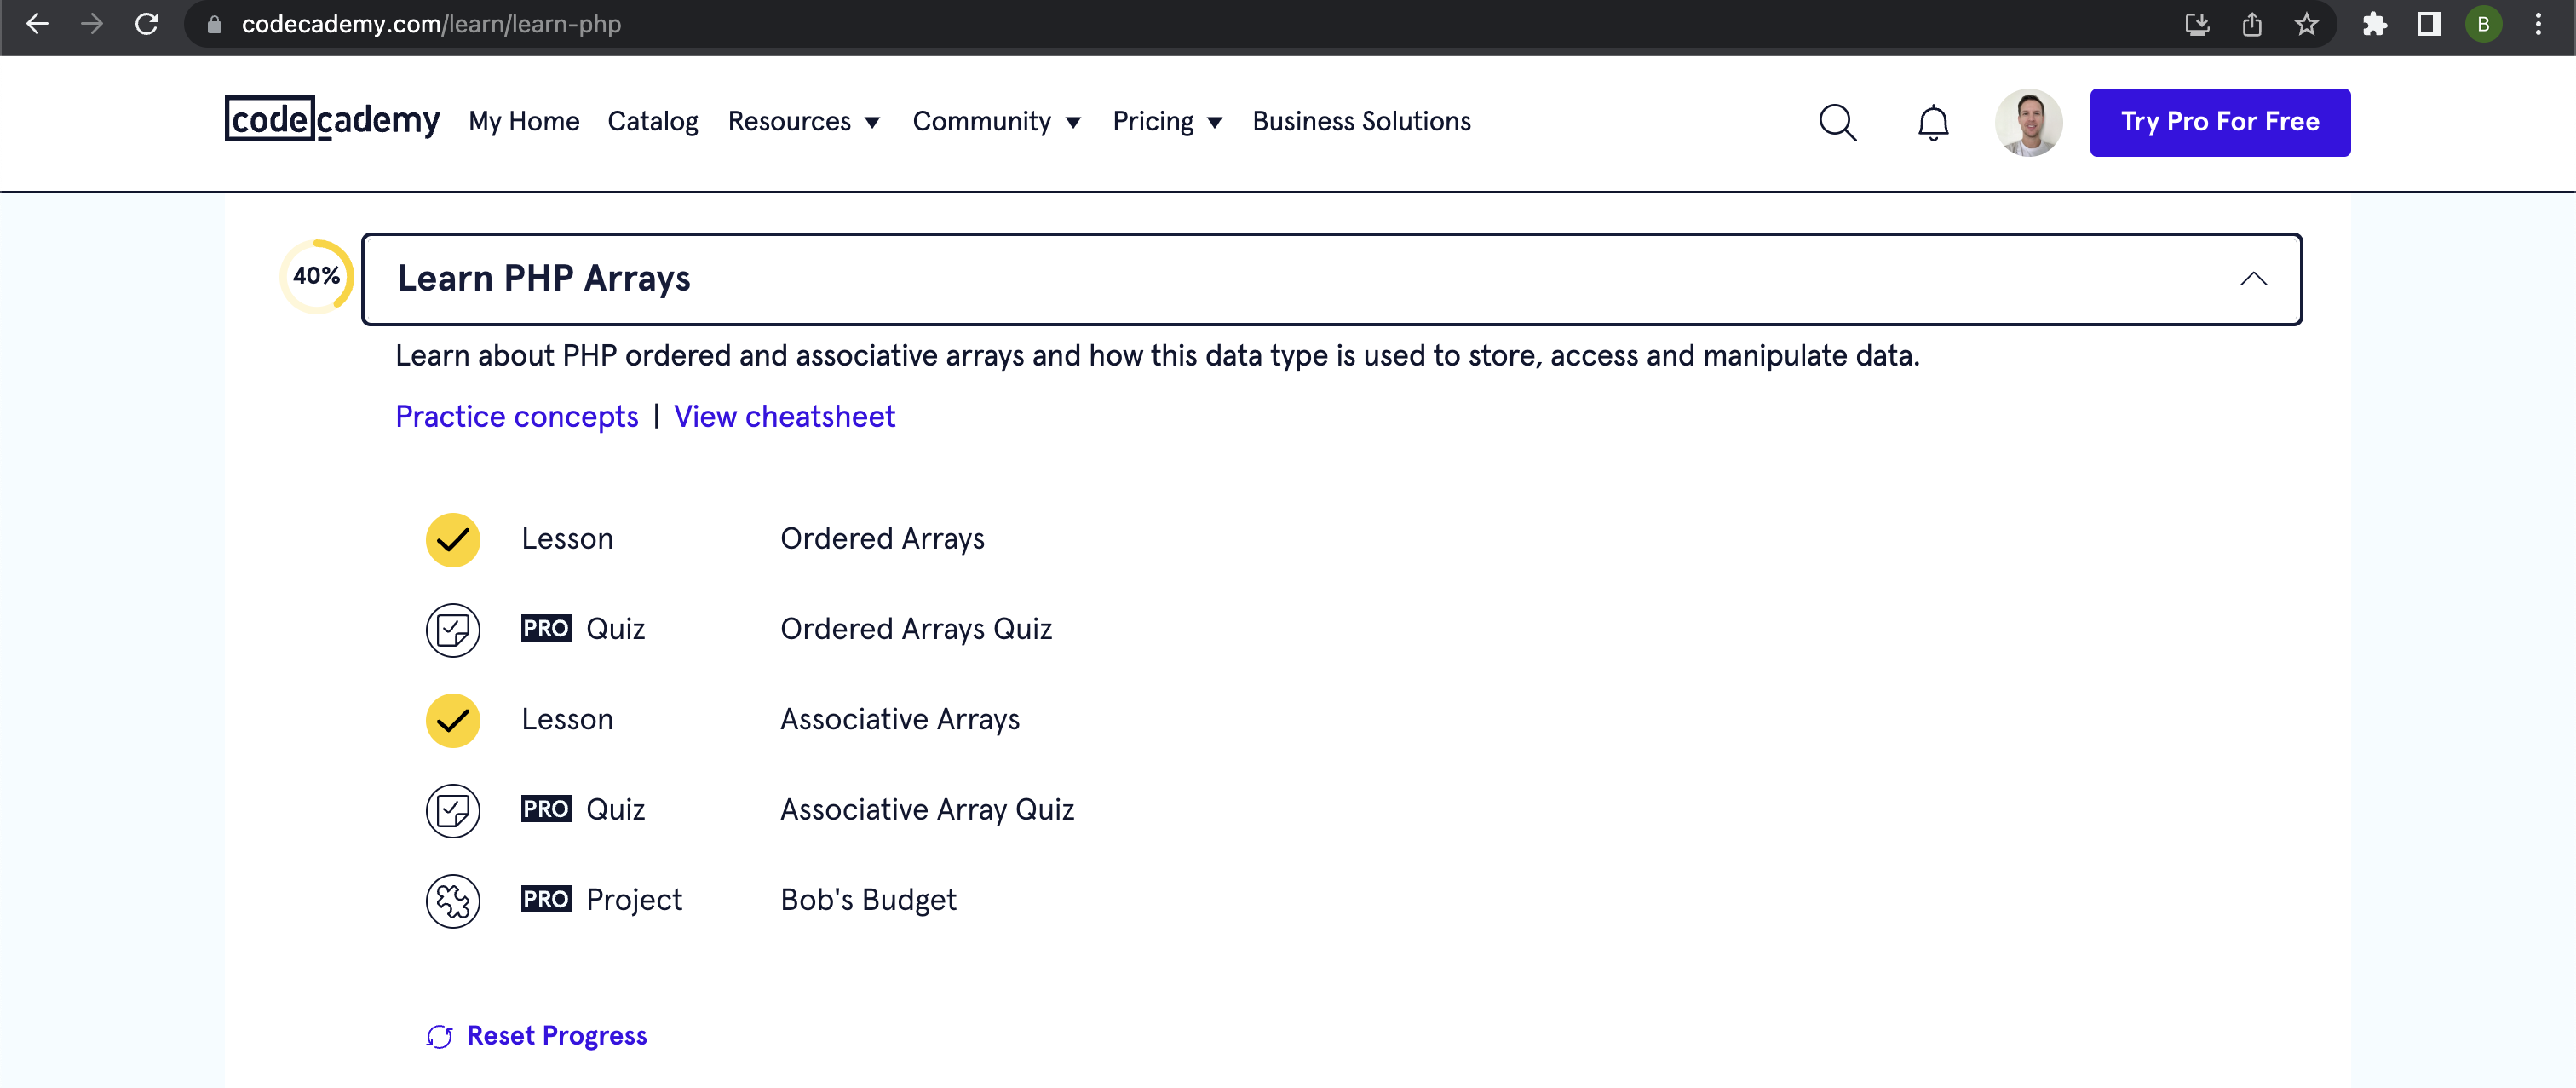 codecademy.com/learn/learn-php
B
codecademy My Home Catalog Resources Community Pricing Business Solutions Try Pro For Free
40% Learn PHP Arrays
Learn about PHP ordered and associative arrays and how this data type is used to store, access and manipulate data.
Practice concepts | View cheatsheet
Lesson Ordered Arrays
PRO Quiz Ordered Arrays Quiz
Lesson Associative Arrays
PRO Quiz Associative Array Quiz
PRO Project Bob's Budget
Reset Progress